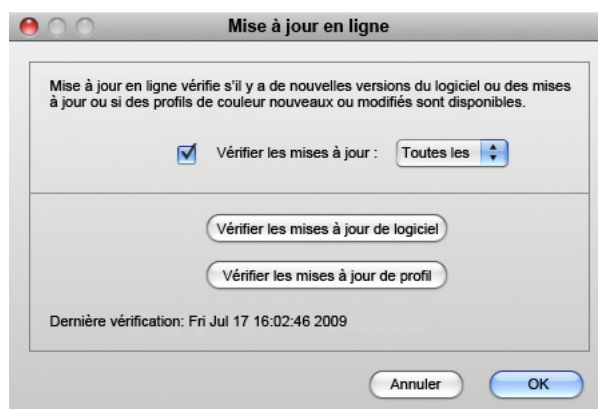 Mise à jour en ligne
Mise à jour en ligne vérifie s'il y a de nouvelles versions du logiciel ou des mises
à jour ou si des profils de couleur nouveaux ou modifiés sont disponibles.
Vérifier les mises à jour : Toutes les
Vérifier les mises à jour de logiciel
Vérifier les mises à jour de profil
Dernière vérification: Fri Jul 17 16:02:46 2009
Annuler OK